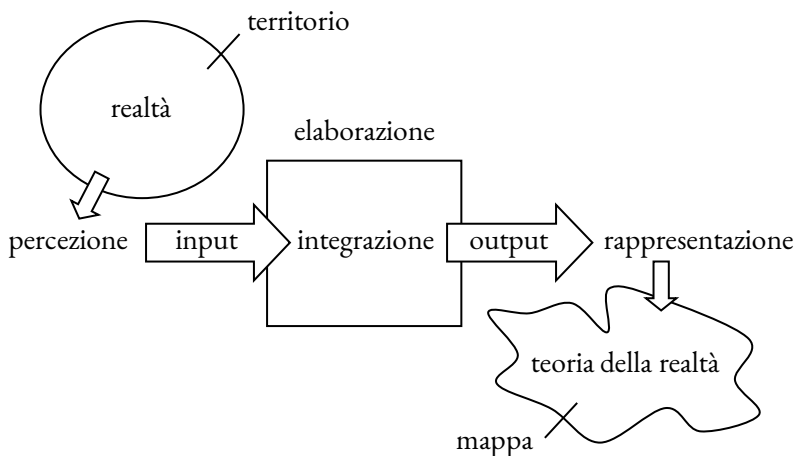 territorio
realtà
elaborazione
percezione
input
integrazione
output
rappresentazione
teoria della realtà
mappa